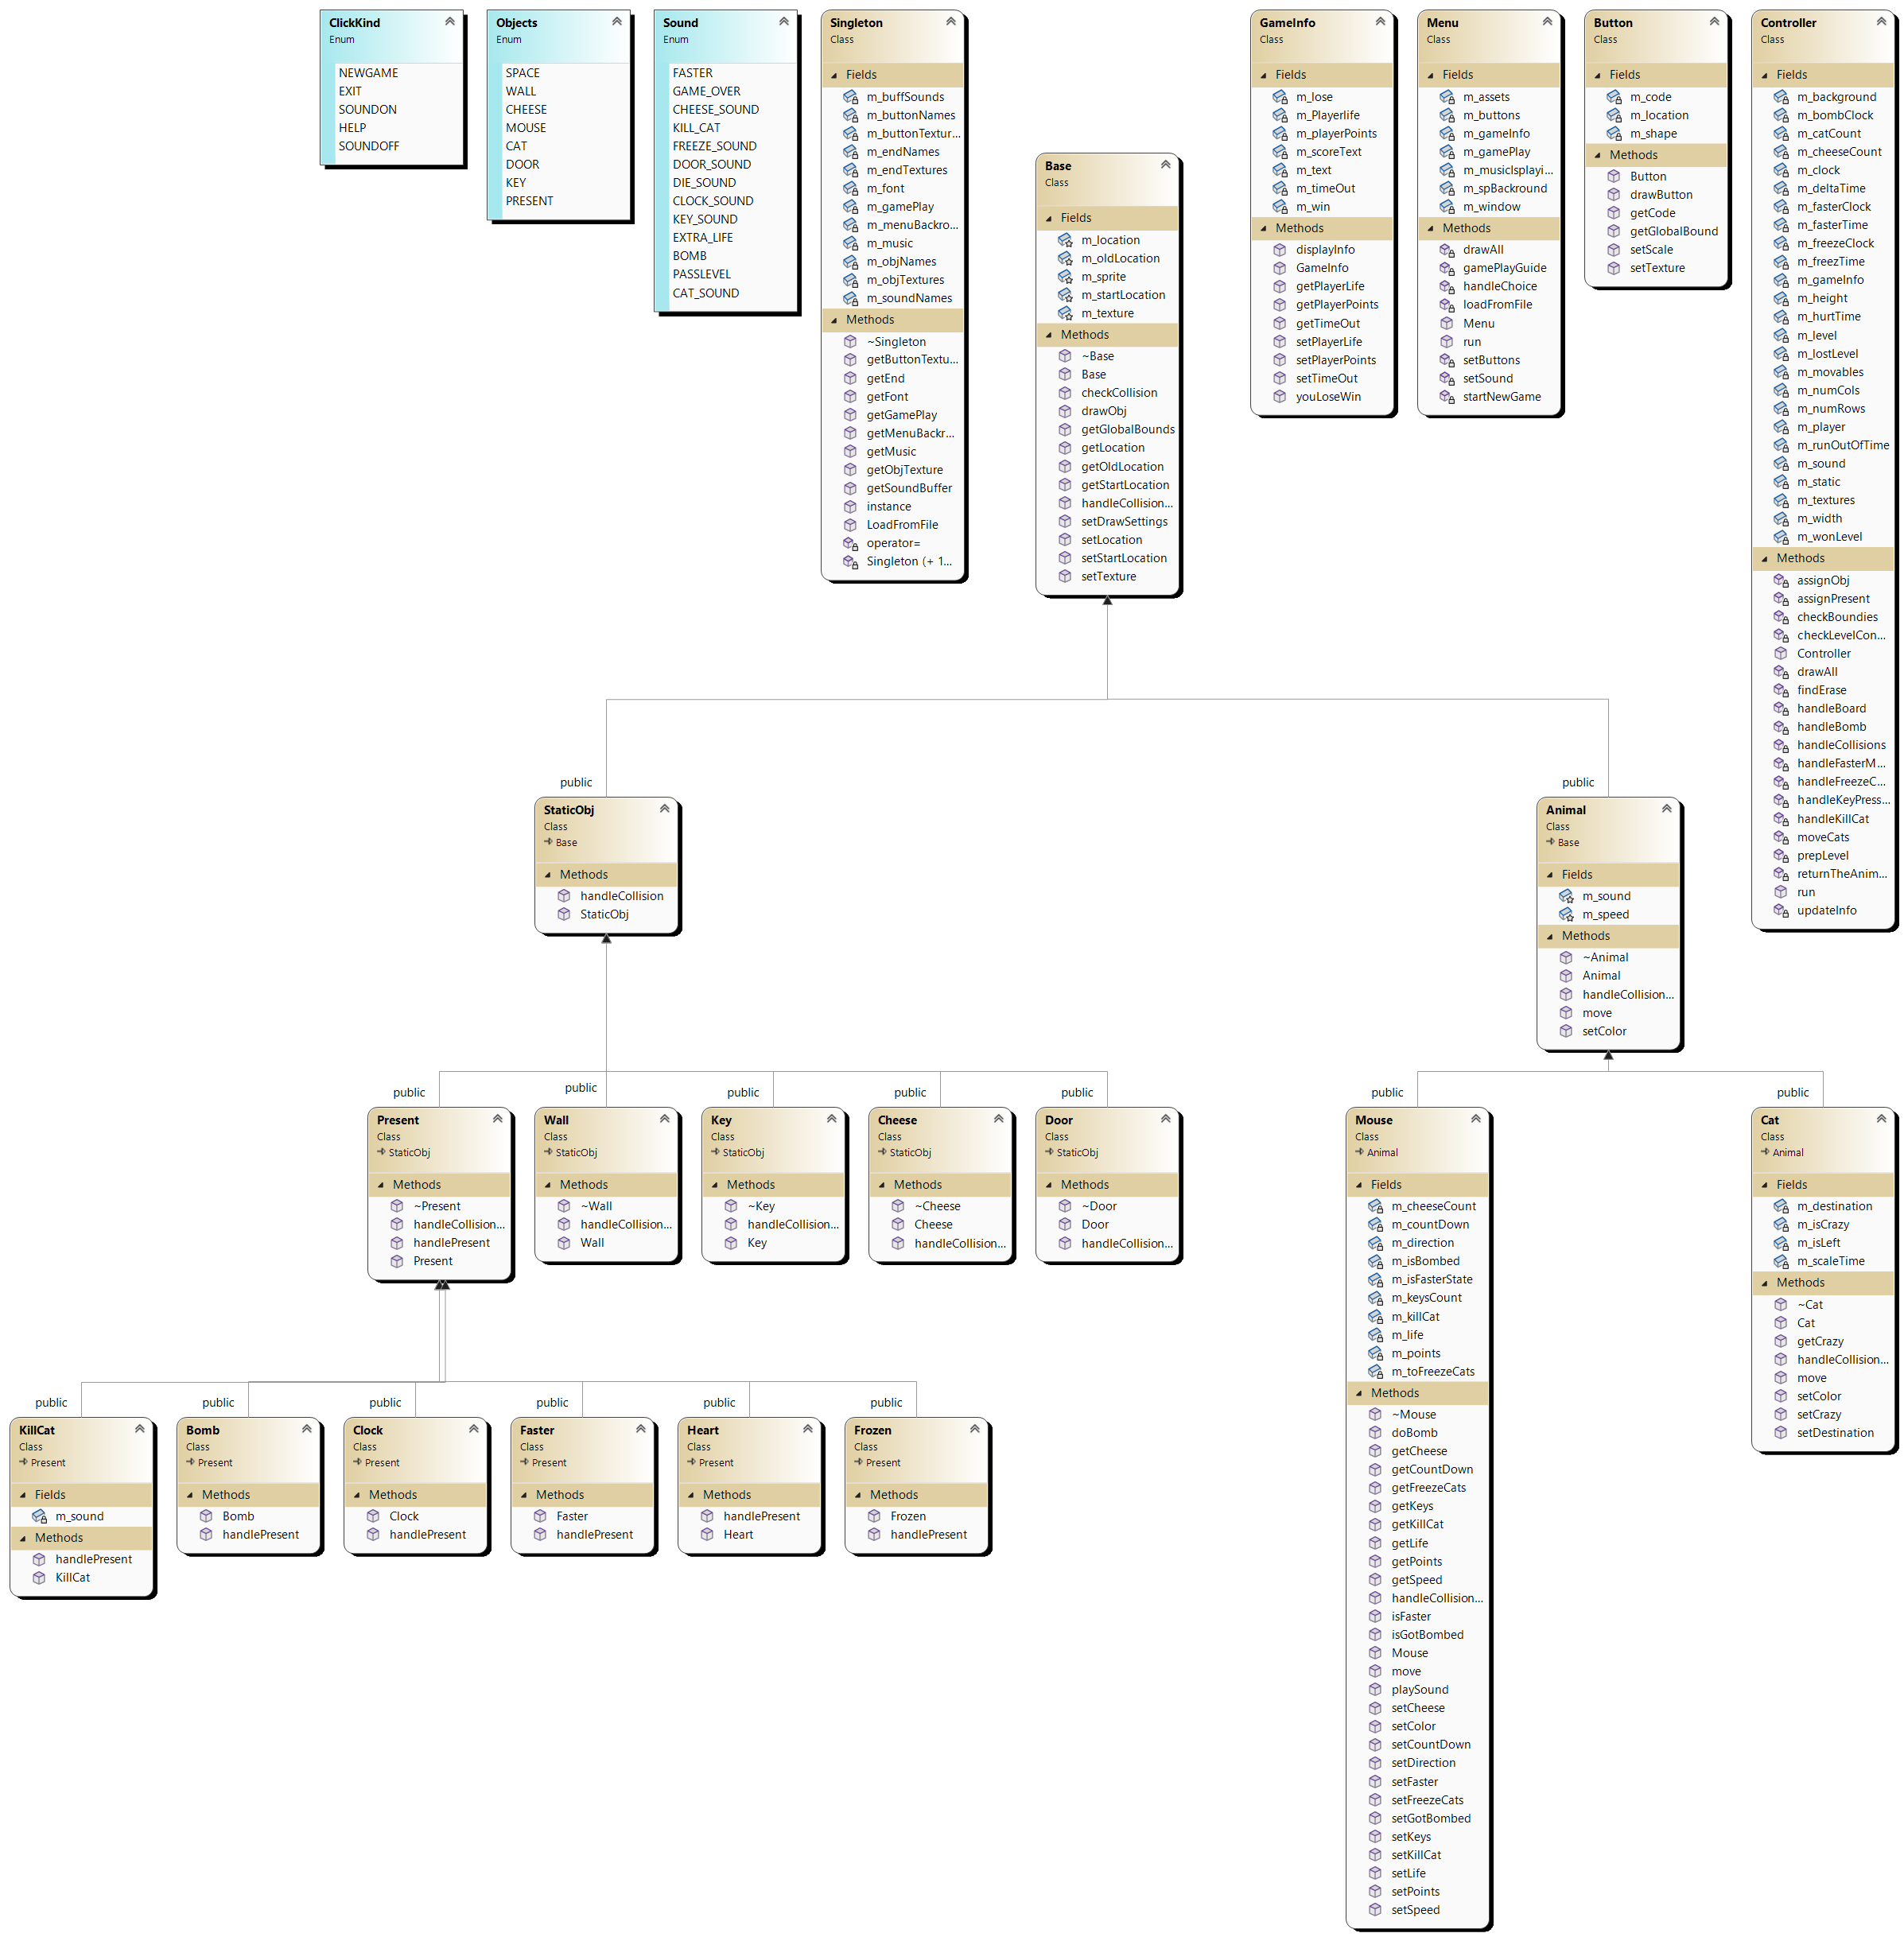 ClickKind
Enum
NEWGAME
EXIT
SOUNDON
HELP
SOUNDOFF
Objects
Enum
SPACE
WALL
CHEESE
MOUSE
CAT
DOOR
KEY
PRESENT
Sound
Enum
FASTER
GAME_OVER
CHEESE_SOUND
KILL_CAT
FREEZE_SOUND
DOOR_SOUND
DIE_SOUND
CLOCK_SOUND
KEY_SOUND
EXTRA_LIFE
BOMB
PASSLEVEL
CAT_SOUND
Singleton
Class
Fields
m_buffSounds
m_buttonNames
m_buttonTextur...
m_endNames
m_endTextures
m_font
m_gamePlay
m_menuBackro...
m_music
m_objNames
m_objTextures
m_soundNames
Methods
~Singleton
getButtonTextu...
getEnd
getFont
getGamePlay
getMenuBackr...
getMusic
getObjTexture
getSoundBuffer
instance
LoadFromFile
operator=
Singleton (+ 1...
Base
Class
Fields
m_location
m_oldLocation
m_sprite
m_startLocation
m_texture
Methods
~Base
Base
checkCollision
drawObj
getGlobalBounds
getLocation
getOldLocation
getStartLocation
handleCollision...
setDrawSettings
setLocation
setStartLocation
setTexture
GameInfo
Class
Fields
m_lose
m_Playerlife
m_playerPoints
m_scoreText
m_text
m_timeOut
m_win
Methods
displayInfo
GameInfo
getPlayerLife
getPlayerPoints
getTimeOut
setPlayerLife
setPlayerPoints
setTimeOut
youLoseWin
Menu
Class
Fields
m_assets
m_buttons
m_gameInfo
m_gamePlay
m_musicIsplayi...
m_spBackround
m_window
Methods
drawAll
gamePlayGuide
handleChoice
loadFromFile
Menu
run
setButtons
setSound
startNewGame
Button
Class
Fields
m_code
m_location
m_shape
Methods
Button
drawButton
getCode
getGlobalBound
setScale
setTexture
Controller
Class
Fields
m_background
m_bombClock
m_catCount
m_cheeseCount
m_clock
m_deltaTime
m_fasterClock
m_fasterTime
m_freezeClock
m_freezTime
m_gameInfo
m_height
m_hurtTime
m_level
m_lostLevel
m_movables
m_numCols
m_numRows
m_player
m_runOutOfTime
m_sound
m_static
m_textures
m_width
m_wonLevel
Methods
assignObj
assignPresent
checkBoundies
checkLevelCon...
Controller
drawAll
findErase
handleBoard
handleBomb
handleCollisions
handleFasterM...
handleFreezeC...
handleKeyPress...
handleKillCat
moveCats
prepLevel
returnTheAnim...
run
updateInfo
public
StaticObj
Class
Base
Methods
handleCollision
StaticObj
public
Animal
Class
Base
Fields
m_sound
m_speed
Methods
~Animal
Animal
handleCollision...
move
setColor
public
Present
Class
StaticObj
Methods
~Present
handleCollision...
handlePresent
Present
public
Wall
Class
StaticObj
Methods
~Wall
handleCollision...
Wall
public
Key
Class
StaticObj
Methods
~Key
handleCollision...
Key
public
Cheese
Class
StaticObj
Methods
~Cheese
Cheese
handleCollision...
public
Door
Class
StaticObj
Methods
~Door
Door
handleCollision...
public
Mouse
Class
Animal
Fields
m_cheeseCount
m_countDown
m_direction
m_isBombed
m_isFasterState
m_keysCount
m_killCat
m_life
m_points
m_toFreezeCats
Methods
~Mouse
doBomb
getCheese
getCountDown
getFreezeCats
getKeys
getKillCat
getLife
getPoints
getSpeed
handleCollision...
isFaster
isGotBombed
Mouse
move
playSound
setCheese
setColor
setCountDown
setDirection
setFaster
setFreezeCats
setGotBombed
setKeys
setKillCat
setLife
setPoints
setSpeed
public
Cat
Class
Animal
Fields
m_destination
m_isCrazy
m_isLeft
m_scaleTime
Methods
~Cat
Cat
getCrazy
handleCollision...
move
setColor
setCrazy
setDestination
public
KillCat
Class
Present
Fields
m_sound
Methods
handlePresent
KillCat
public
Bomb
Class
Present
Methods
Bomb
handlePresent
public
Clock
Class
Present
Methods
Clock
handlePresent
public
Faster
Class
Present
Methods
Faster
handlePresent
public
Heart
Class
Present
Methods
handlePresent
Heart
public
Frozen
Class
Present
Methods
Frozen
handlePresent